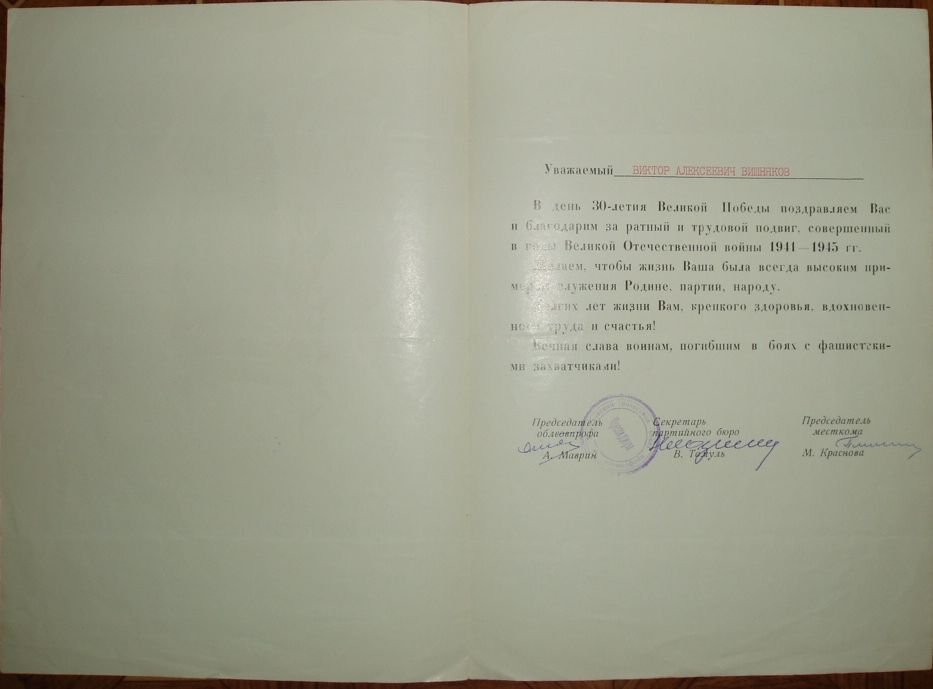 Уважаемый ВИКТОР АЛЕКСЕЕВИЧ ВИШНЯКОВ
В день 30-летия Великой Победы поздравляем Вас
и благодарим за ратный и трудовой подвиг, совершенный
в годы Великой Отечественной войны 1941—1945 гг.
Желаем, чтобы жизнь Ваша была всегда высоким при-
мером служения Родине, партии, народу.
Долгих лет жизни Вам, крепкого здоровья, вдохновен-
ного труда и счастья!
Вечная слава воинам, погибшим в боях с фашистски-
ми захватчиками!
Председатель
облсовпрофа
А. Маврин
Секретарь
партийного бюро
В. Тамуль
Председатель
месткома
М. Краснова